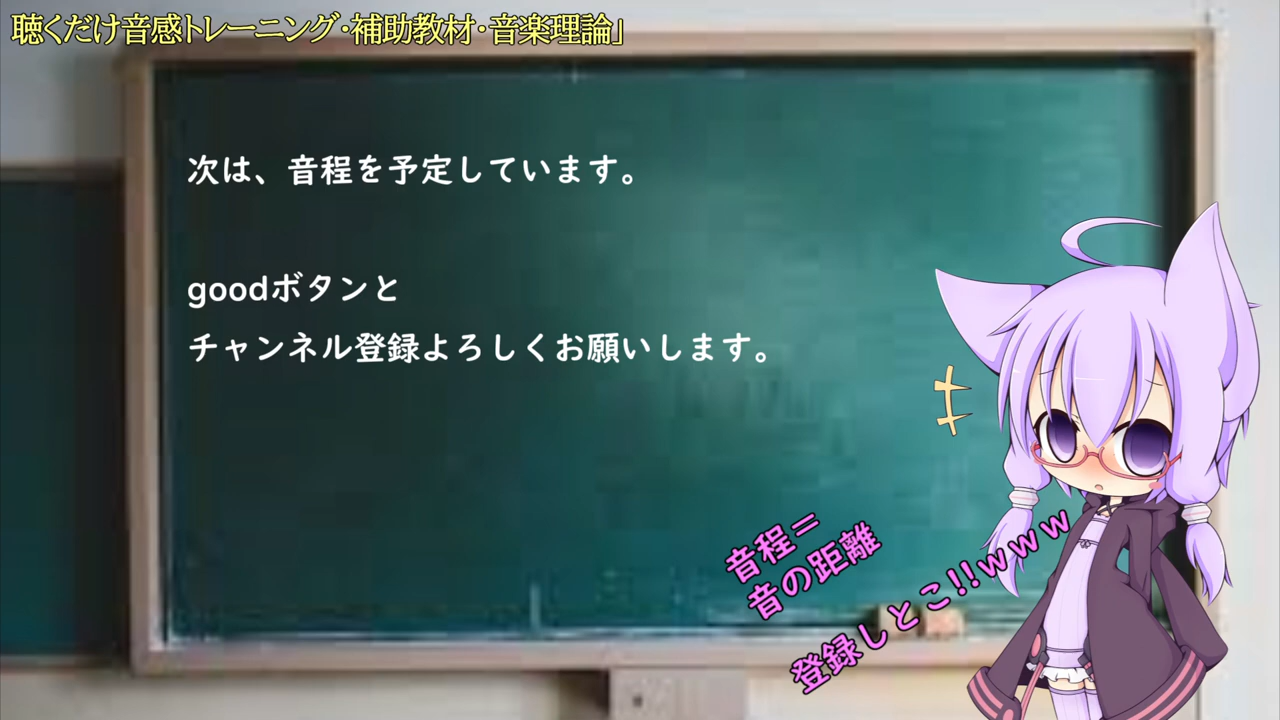 聴くだけ音感トレーニング・補助教材・音楽理論」
次は、音程を予定しています。
goodボタンと
チャンネル登録よろしくお願いします。
音程＝
音の距離
登録しとこ!!ｗｗｗ